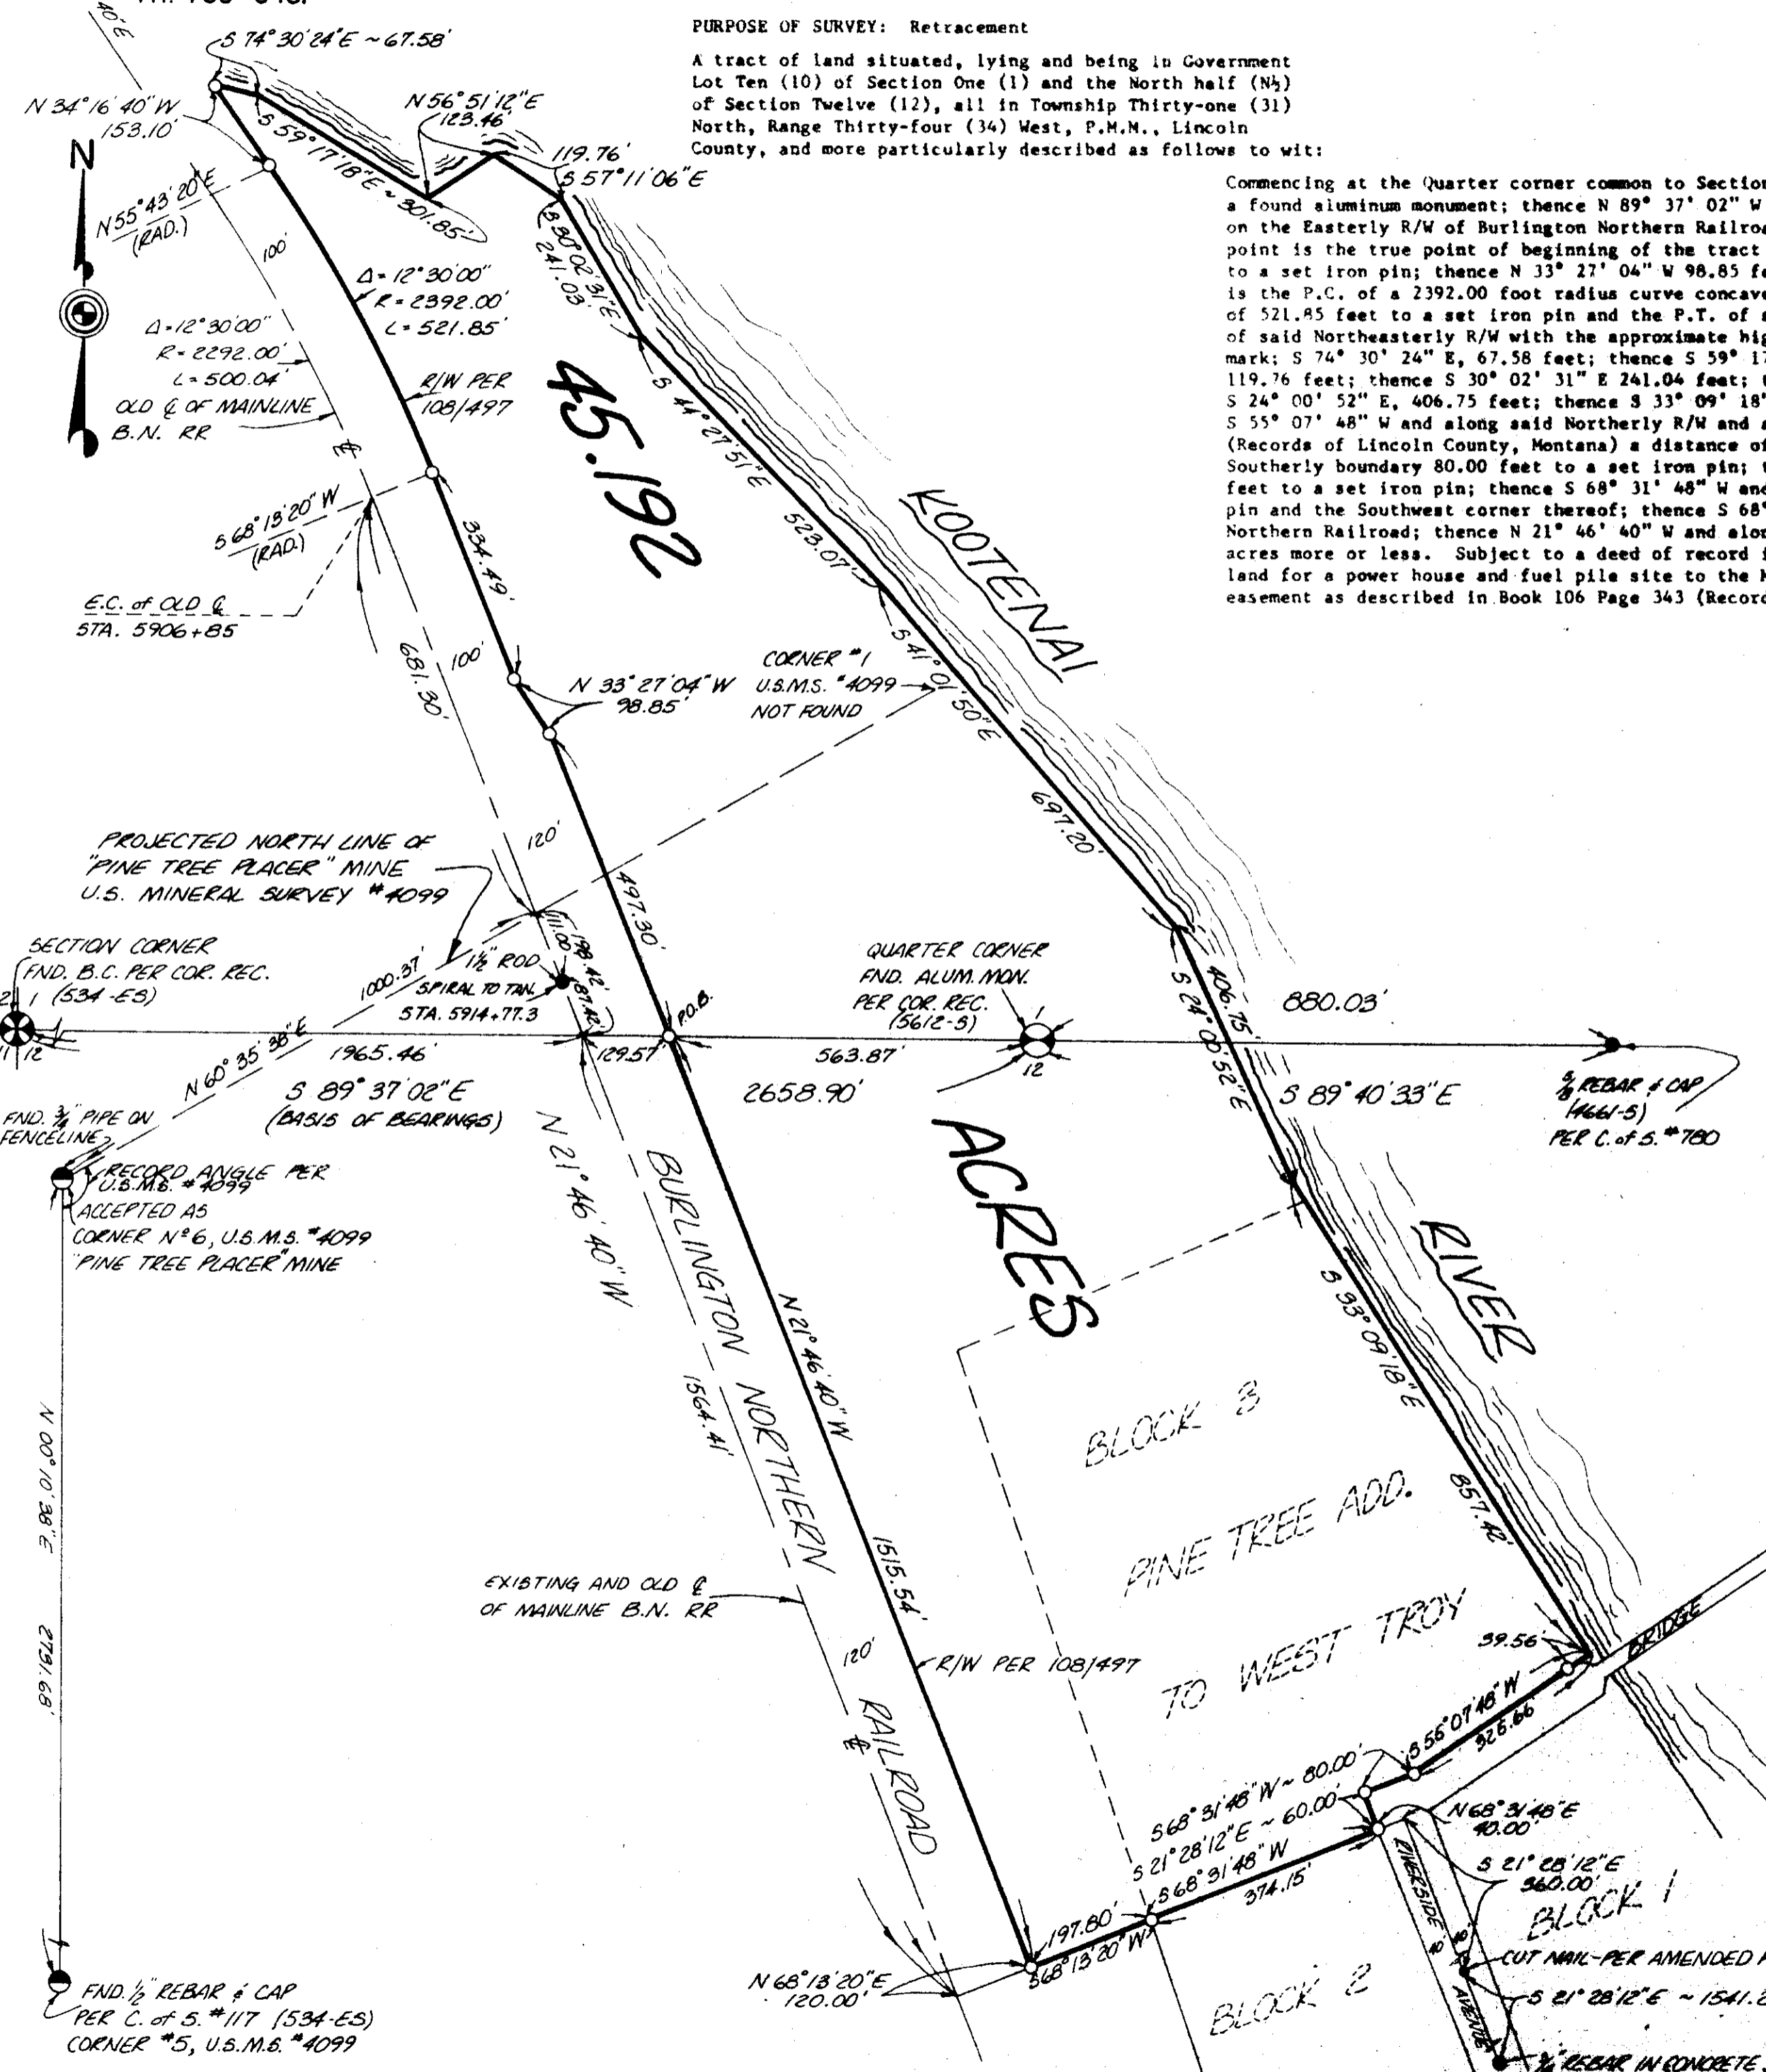 PURPOSE OF SURVEY: Retracement
A tract of land situated, lying and being in Government
Lot Ten (10) of Section One (1) and the North half (N½)
of Section Twelve (12), all in Township Thirty-one (31)
North, Range Thirty-four (34) West, P.M.M., Lincoln
County, and more particularly described as follows to wit:
Commencing at the Quarter corner common to Section
a found aluminum monument; thence N 89° 37' 02" W
on the Easterly R/W of Burlington Northern Railroa
point is the true point of beginning of the tract
to a set iron pin; thence N 33° 27' 04" W 98.85 fe
is the P.C. of a 2392.00 foot radius curve concave
of 521.85 feet to a set iron pin and the P.T. of a
of said Northeasterly R/W with the approximate hig
mark; S 74° 30' 24" E, 67.58 feet; thence S 59° 17
119.76 feet; thence S 30° 02' 31" E 241.04 feet; t
S 24° 00' 52" E, 406.75 feet; thence S 33° 09' 18"
S 55° 07' 48" W and along said Northerly R/W and a
(Records of Lincoln County, Montana) a distance of
Southerly boundary 80.00 feet to a set iron pin; t
feet to a set iron pin; thence S 68° 31' 48" W and
pin and the Southwest corner thereof; thence S 68°
Northern Railroad; thence N 21° 46' 40" W and alon
acres more or less. Subject to a deed of record i
land for a power house and fuel pile site to the M
easement as described in Book 106 Page 343 (Record
40'E
S 74°30'24"E ~ 67.58'
N 34°16'40"W
153.10'
N
S 59°17'18"E ~ 301.85'
N 56°51'12"E
123.46'
119.76'
S 57°11'06"E
S 30°02'31"E
241.03'
N 55°43'20"E
(RAD.)
100'
Δ=12°30'00"
R=2392.00'
L=521.85'
Δ=12°30'00"
R=2292.00'
L=500.04'
OLD ℄ OF MAINLINE
B.N. RR
R/W PER
108/497
45.192
S 44°27'51"E
523.07'
KOOTENAI
S 68°13'20"W
(RAD.)
E.C. of OLD ℄
STA. 5906+85
334.49'
681.30'
100'
N 33°27'04"W
98.85'
CORNER #1
U.S.M.S. #4099
NOT FOUND
S 41°01'50"E
697.20'
PROJECTED NORTH LINE OF
"PINE TREE PLACER" MINE
U.S. MINERAL SURVEY #4099
120'
497.30'
SECTION CORNER
FND. B.C. PER COR. REC.
(534-ES)
2 1
11 12
1000.37'
N 60°35'38"E
1½" ROD
SPIRAL TO TAN.
STA. 5914+77.3
111.00'
198.42'
87.42'
P.O.B.
QUARTER CORNER
FND. ALUM. MON.
PER COR. REC.
(5612-S)
1
12
406.75'
S 24°00'52"E
880.03'
1965.46'
129.57'
563.87'
S 89°37'02"E
(BASIS OF BEARINGS)
2658.90'
S 89°40'33"E
⅝ REBAR & CAP
(4661-S)
PER C. of S. #780
FND. ¾" PIPE ON
FENCELINE
RECORD ANGLE PER
U.S.M.S. #4099
ACCEPTED AS
CORNER Nº6, U.S.M.S. #4099
"PINE TREE PLACER" MINE
N 21°46'40"W
BURLINGTON NORTHERN RAILROAD
1564.41'
N 21°46'40"W
1515.54'
ACRES
RIVER
S 33°09'18"E
857.42'
BLOCK 3
PINE TREE ADD.
TO WEST TROY
N 00°10'38"E
2791.68'
EXISTING AND OLD ℄
OF MAINLINE B.N. RR
120'
℄
R/W PER 108/497
39.56'
BRIDGE
S 55°07'48"W
326.66
S 68°31'48"W ~ 80.00'
S 21°28'12"E ~ 60.00'
S 68°31'48"W
374.15'
197.80'
S 68°13'20"W
N 68°13'20"E
120.00'
N 68°31'48"E
40.00'
S 21°28'12"E
360.00'
RIVERSIDE
AVENUE
40' 40'
BLOCK 1
BLOCK 2
CUT NAIL-PER AMENDED
S 21°28'12"E ~ 1541.2
¾" REBAR IN CONCRETE
FND. ½" REBAR & CAP
PER C. of S. #117 (534-ES)
CORNER #5, U.S.M.S. #4099